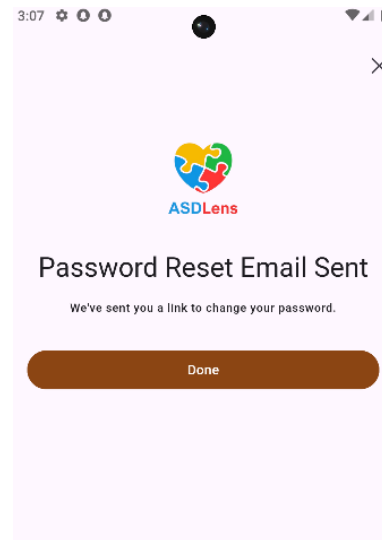 3:07
ASDLens
Password Reset Email Sent
We've sent you a link to change your password.
Done